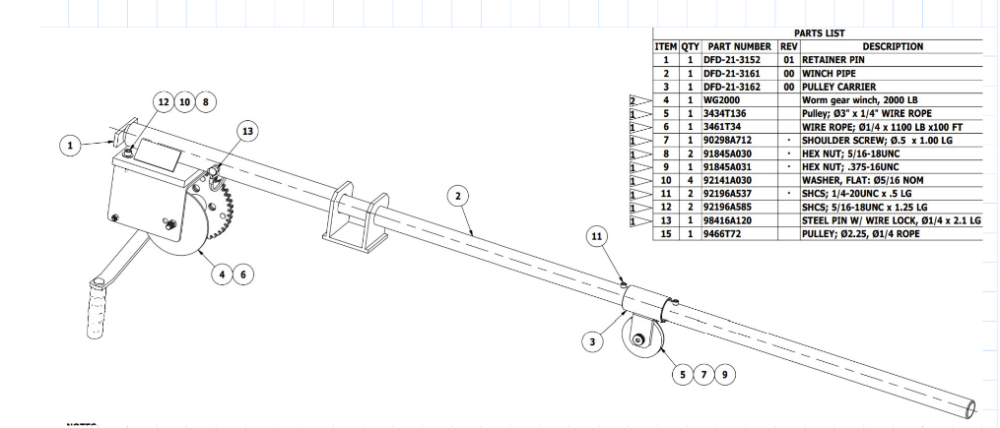 PARTS LIST
ITEM QTY PART NUMBER REV DESCRIPTION
1 1 DFD-21-3152 01 RETAINER PIN
2 1 DFD-21-3161 00 WINCH PIPE
3 1 DFD-21-3162 00 PULLEY CARRIER
2 4 1 WG2000 Worm gear winch, 2000 LB
1 5 1 3434T136 Pulley; Ø3" x 1/4" WIRE ROPE
1 6 1 3461T34 WIRE ROPE; Ø1/4 x 1100 LB x100 FT
1 7 1 90298A712 · SHOULDER SCREW; Ø.5 x 1.00 LG
1 8 2 91845A030 · HEX NUT; 5/16-18UNC
1 9 1 91845A031 · HEX NUT; .375-16UNC
1 10 4 92141A030 WASHER, FLAT: Ø5/16 NOM
1 11 2 92196A537 · SHCS; 1/4-20UNC x .5 LG
1 12 2 92196A585 SHCS; 5/16-18UNC x 1.25 LG
1 13 1 98416A120 STEEL PIN W/ WIRE LOCK, Ø1/4 x 2.1 LG
15 1 9466T72 PULLEY; Ø2.25, Ø1/4 ROPE
12 10 8
13
1
2
11
4 6
3
5 7 9
NOTES: